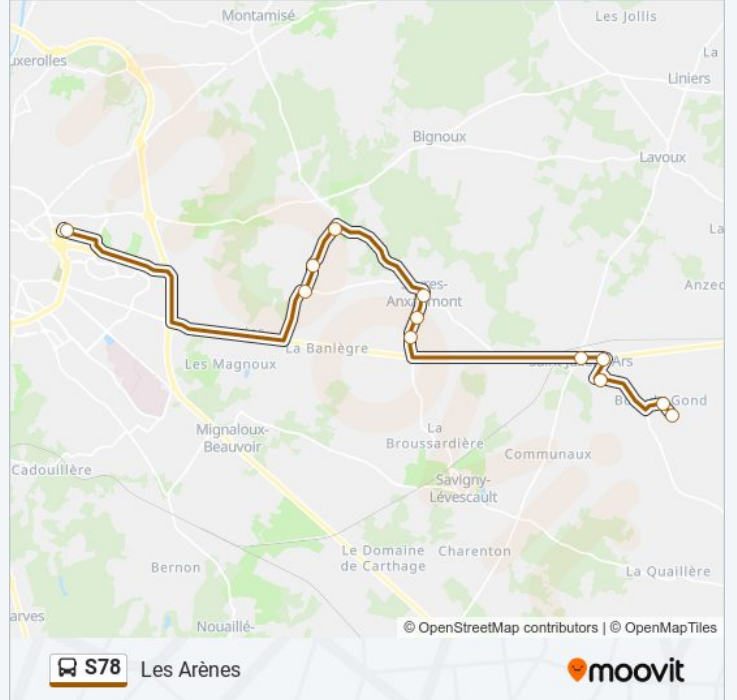 Montamisé
Les Jollis
uxerolles
La
Liniers
Bignoux
Lavoux
La
Anzec
Anxaumont
La Banlègre
Les Magnoux
Ars
Gond
Mignaloux-
Beauvoir
La
Broussardière
Communaux
Cadouillère
Savigny-
Lévescault
Le Domaine
de Carthage
Charenton
Bernon
La Quaillère
arves
Nouaillé-
© OpenStreetMap contributors | © OpenMapTiles
S78 Les Arènes
moovit